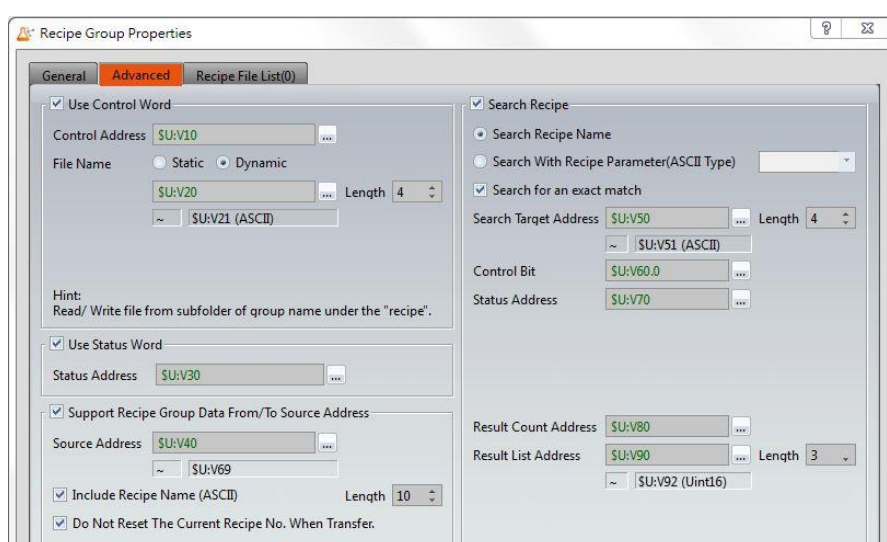 Recipe Group Properties
General Advanced Recipe File List(0)
Use Control Word
Control Address $U:V10 ...
File Name Static Dynamic
$U:V20 ... Length 4
~ $U:V21 (ASCII)
Hint:
Read/ Write file from subfolder of group name under the "recipe".
Use Status Word
Status Address $U:V30 ...
Support Recipe Group Data From/To Source Address
Source Address $U:V40 ...
~ $U:V69
Include Recipe Name (ASCII) Length 10
Do Not Reset The Current Recipe No. When Transfer.
Search Recipe
Search Recipe Name
Search With Recipe Parameter(ASCII Type)
Search for an exact match
Search Target Address $U:V50 ... Length 4
~ $U:V51 (ASCII)
Control Bit $U:V60.0 ...
Status Address $U:V70 ...
Result Count Address $U:V80 ...
Result List Address $U:V90 ... Length 3
~ $U:V92 (Uint16)